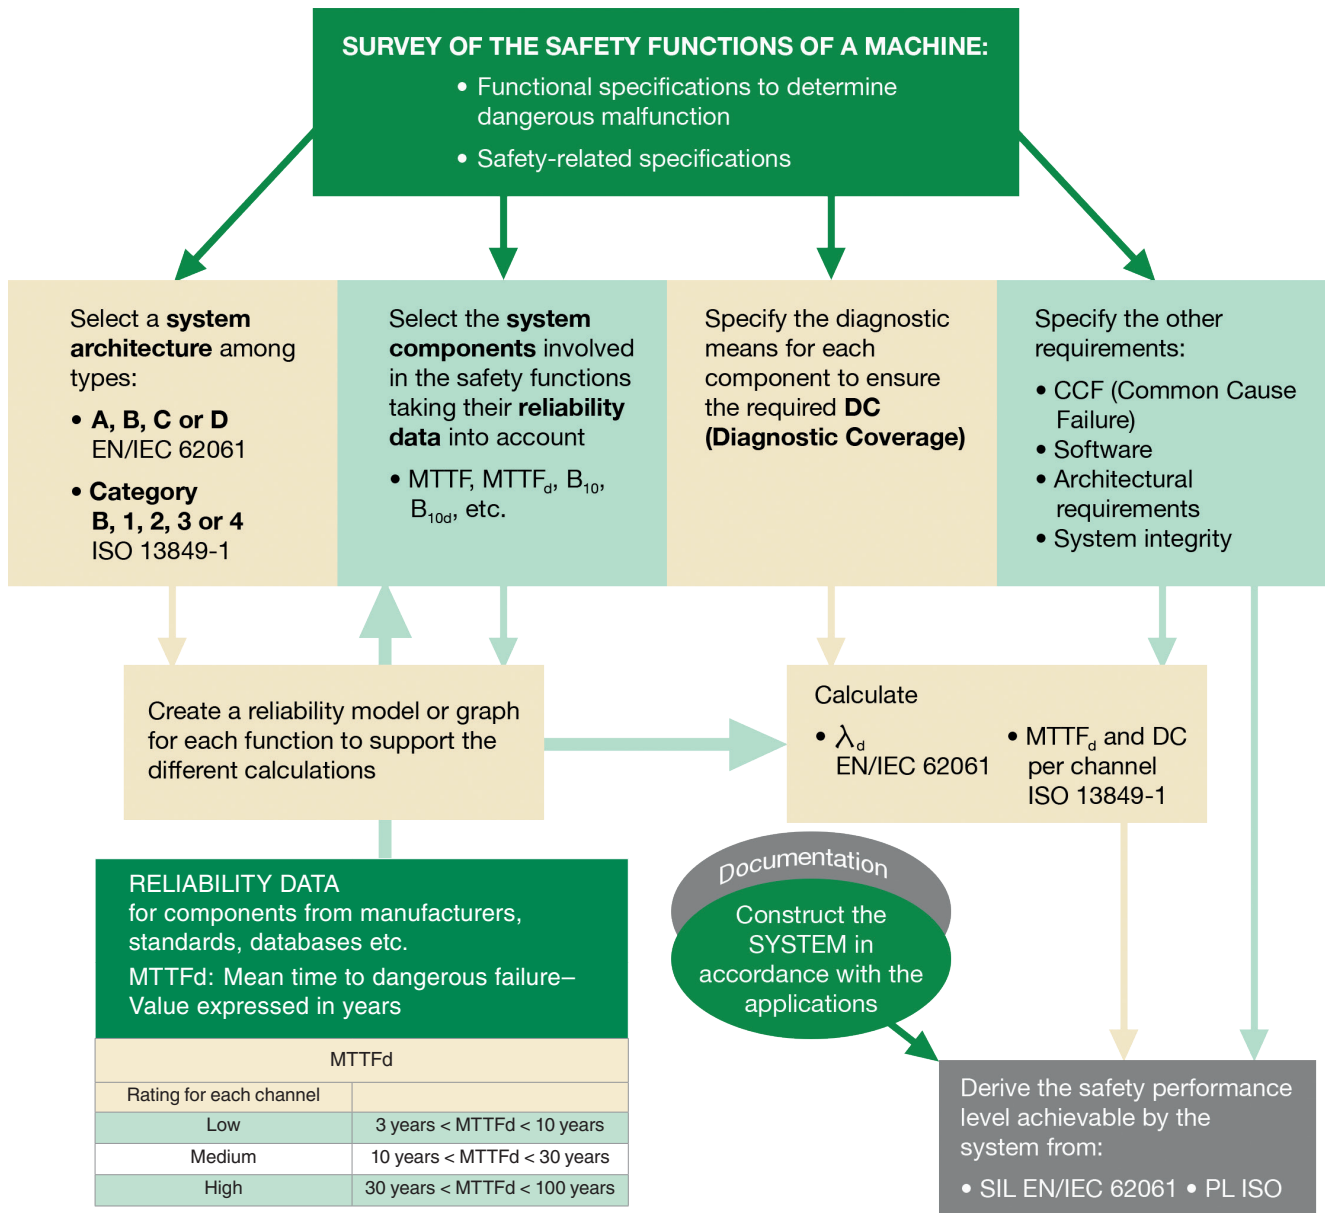 SURVEY OF THE SAFETY FUNCTIONS OF A MACHINE:
• Functional specifications to determine
dangerous malfunction
• Safety-related specifications
Select a system
architecture among
types:
• A, B, C or D
EN/IEC 62061
• Category
B, 1, 2, 3 or 4
ISO 13849-1
Select the system
components involved
in the safety functions
taking their reliability
data into account
• MTTF, MTTFd, B10,
B10d, etc.
Specify the diagnostic
means for each
component to ensure
the required DC
(Diagnostic Coverage)
Specify the other
requirements:
• CCF (Common Cause
Failure)
• Software
• Architectural
requirements
• System integrity
Create a reliability model or graph
for each function to support the
different calculations
Calculate
• λd
EN/IEC 62061
• MTTFd and DC
per channel
ISO 13849-1
RELIABILITY DATA
for components from manufacturers,
standards, databases etc.
MTTFd: Mean time to dangerous failure–
Value expressed in years
MTTFd
Rating for each channel
Low 3 years < MTTFd < 10 years
Medium 10 years < MTTFd < 30 years
High 30 years < MTTFd < 100 years
Documentation
Construct the
SYSTEM in
accordance with the
applications
Derive the safety performance
level achievable by the
system from:
• SIL EN/IEC 62061 • PL ISO